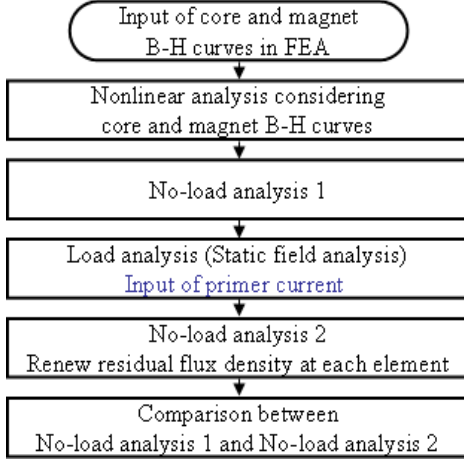 Input of core and magnet
B-H curves in FEA
Nonlinear analysis considering
core and magnet B-H curves
No-load analysis 1
Load analysis (Static field analysis)
Input of primer current
No-load analysis 2
Renew residual flux density at each element
Comparison between
No-load analysis 1 and No-load analysis 2